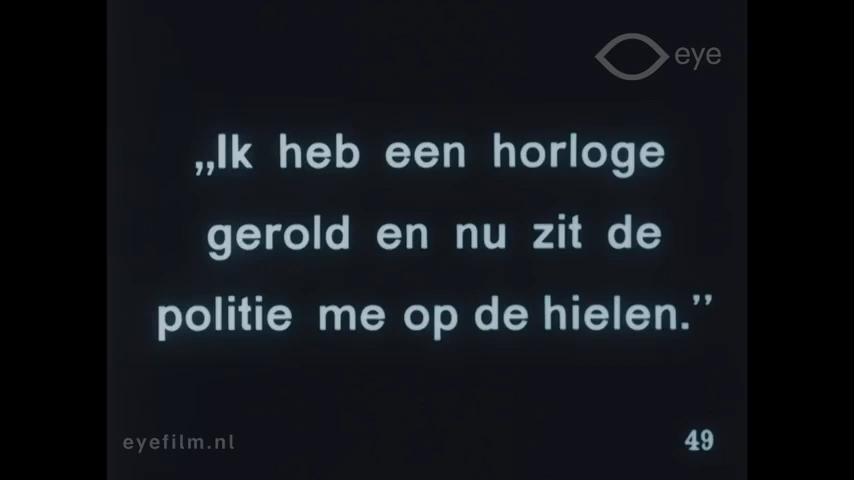 eye
„Ik heb een horloge
gerold en nu zit de
politie me op de hielen.”
eyefilm.nl
49